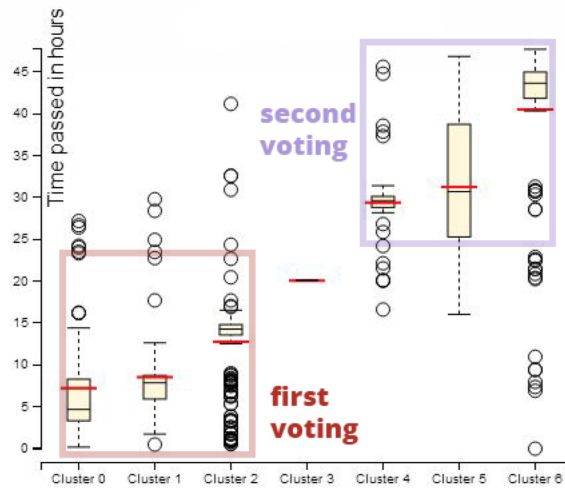 Time passed in hours
45
40
35
30
25
20
15
10
5
0
second
voting
first
voting
Cluster 0
Cluster 1
Cluster 2
Cluster 3
Cluster 4
Cluster 5
Cluster 6